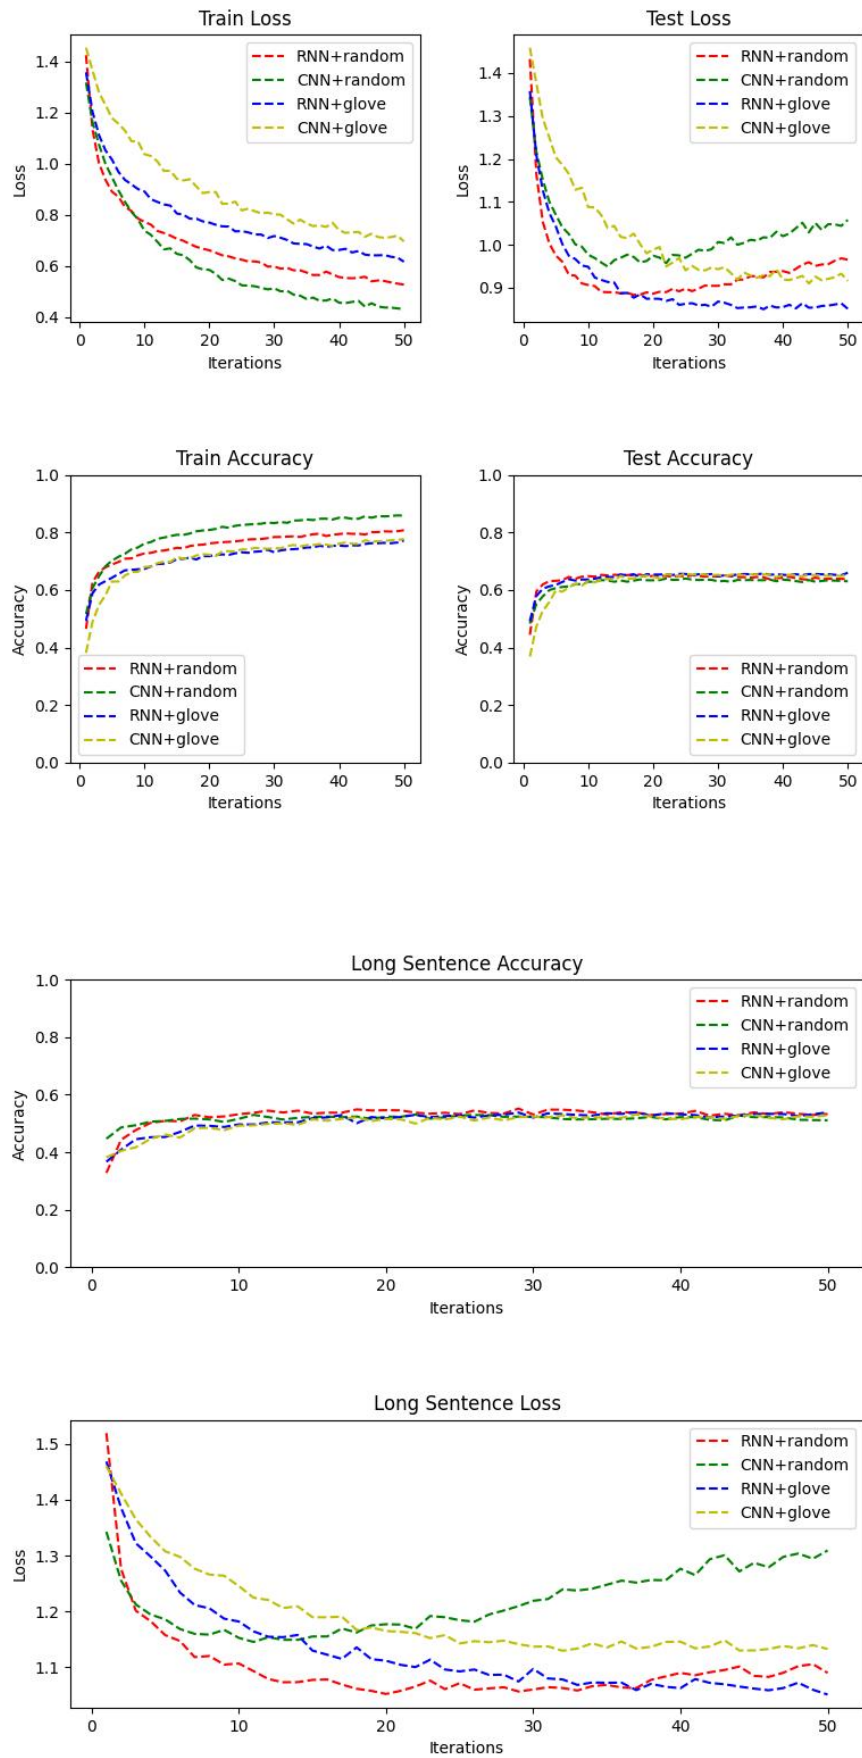 Train Loss
Test Loss
1.4
1.2
1.0
0.8
0.6
0.4
Loss
RNN+random
CNN+random
RNN+glove
CNN+glove
0 10 20 30 40 50
Iterations
1.4
1.3
1.2
1.1
1.0
0.9
Loss
RNN+random
CNN+random
RNN+glove
CNN+glove
0 10 20 30 40 50
Iterations
Train Accuracy
Test Accuracy
1.0
0.8
0.6
0.4
0.2
0.0
Accuracy
RNN+random
CNN+random
RNN+glove
CNN+glove
0 10 20 30 40 50
Iterations
1.0
0.8
0.6
0.4
0.2
0.0
Accuracy
RNN+random
CNN+random
RNN+glove
CNN+glove
0 10 20 30 40 50
Iterations
Long Sentence Accuracy
1.0
0.8
0.6
0.4
0.2
0.0
Accuracy
RNN+random
CNN+random
RNN+glove
CNN+glove
0 10 20 30 40 50
Iterations
Long Sentence Loss
1.5
1.4
1.3
1.2
1.1
Loss
RNN+random
CNN+random
RNN+glove
CNN+glove
0 10 20 30 40 50
Iterations